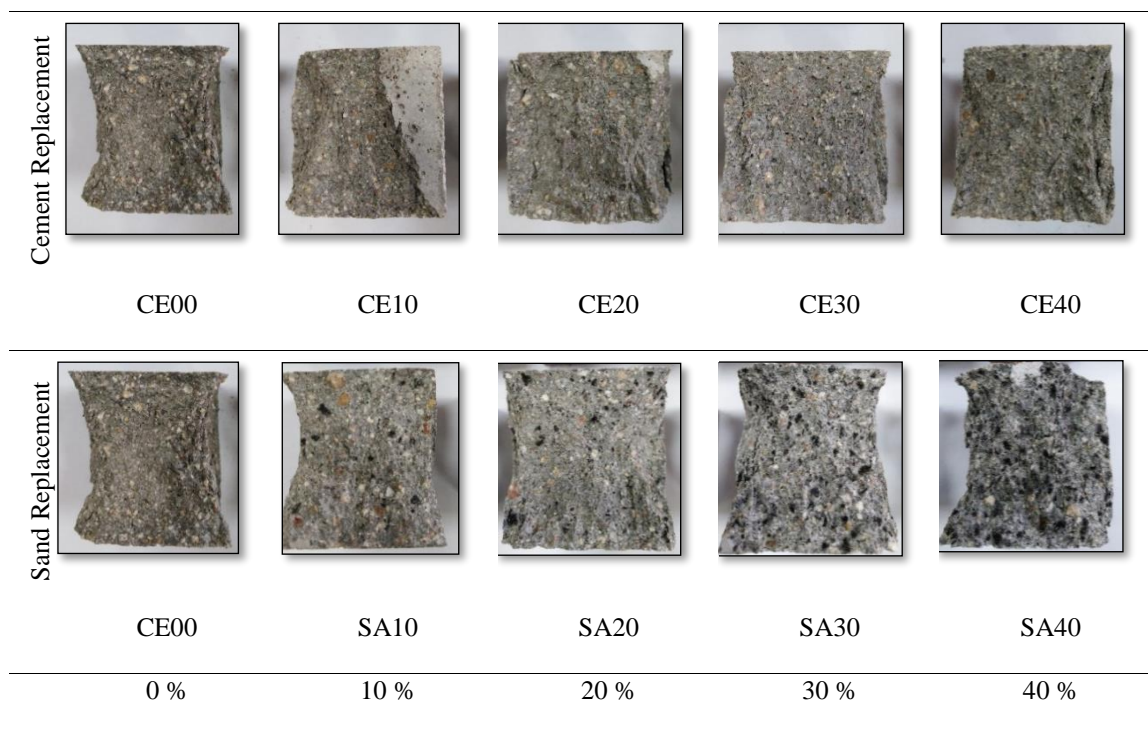 Cement Replacement
CE00 CE10 CE20 CE30 CE40
Sand Replacement
CE00 SA10 SA20 SA30 SA40
0 % 10 % 20 % 30 % 40 %